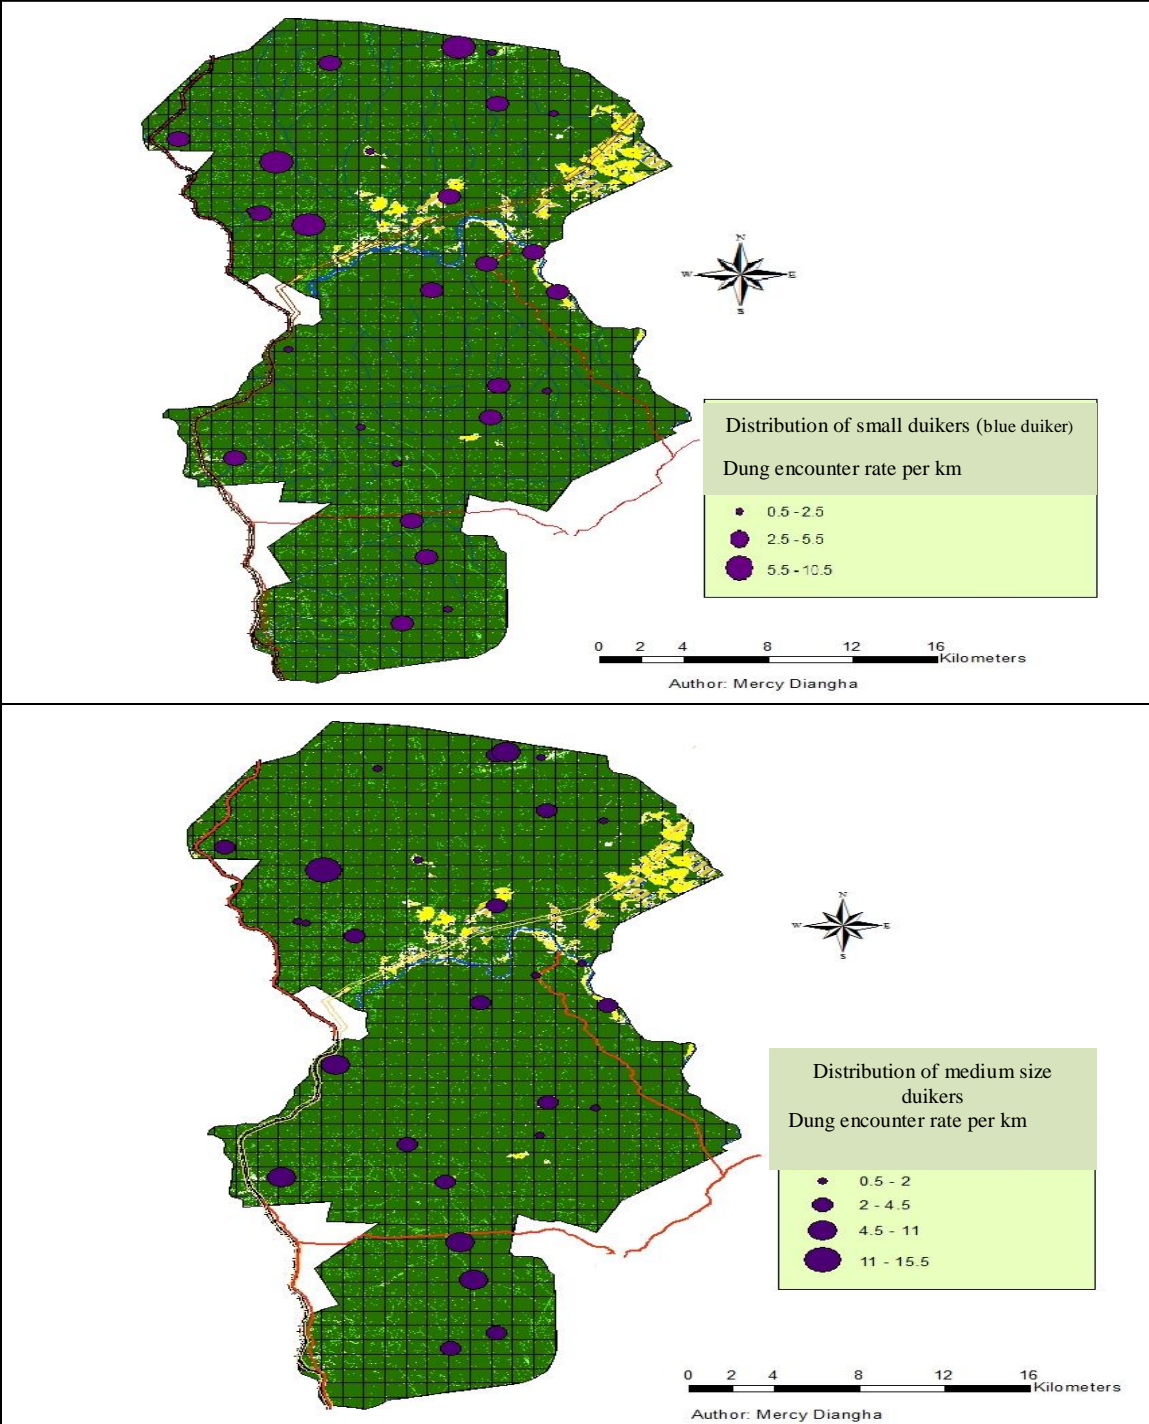 N
W E
S
Distribution of small duikers (blue duiker)
Dung encounter rate per km
0.5 - 2.5
2.5 - 5.5
5.5 - 10.5
0 2 4 8 12 16
Kilometers
Author: Mercy Diangha
N
W E
S
Distribution of medium size
duikers
Dung encounter rate per km
0.5 - 2
2 - 4.5
4.5 - 11
11 - 15.5
0 2 4 8 12 16
Kilometers
Author: Mercy Diangha